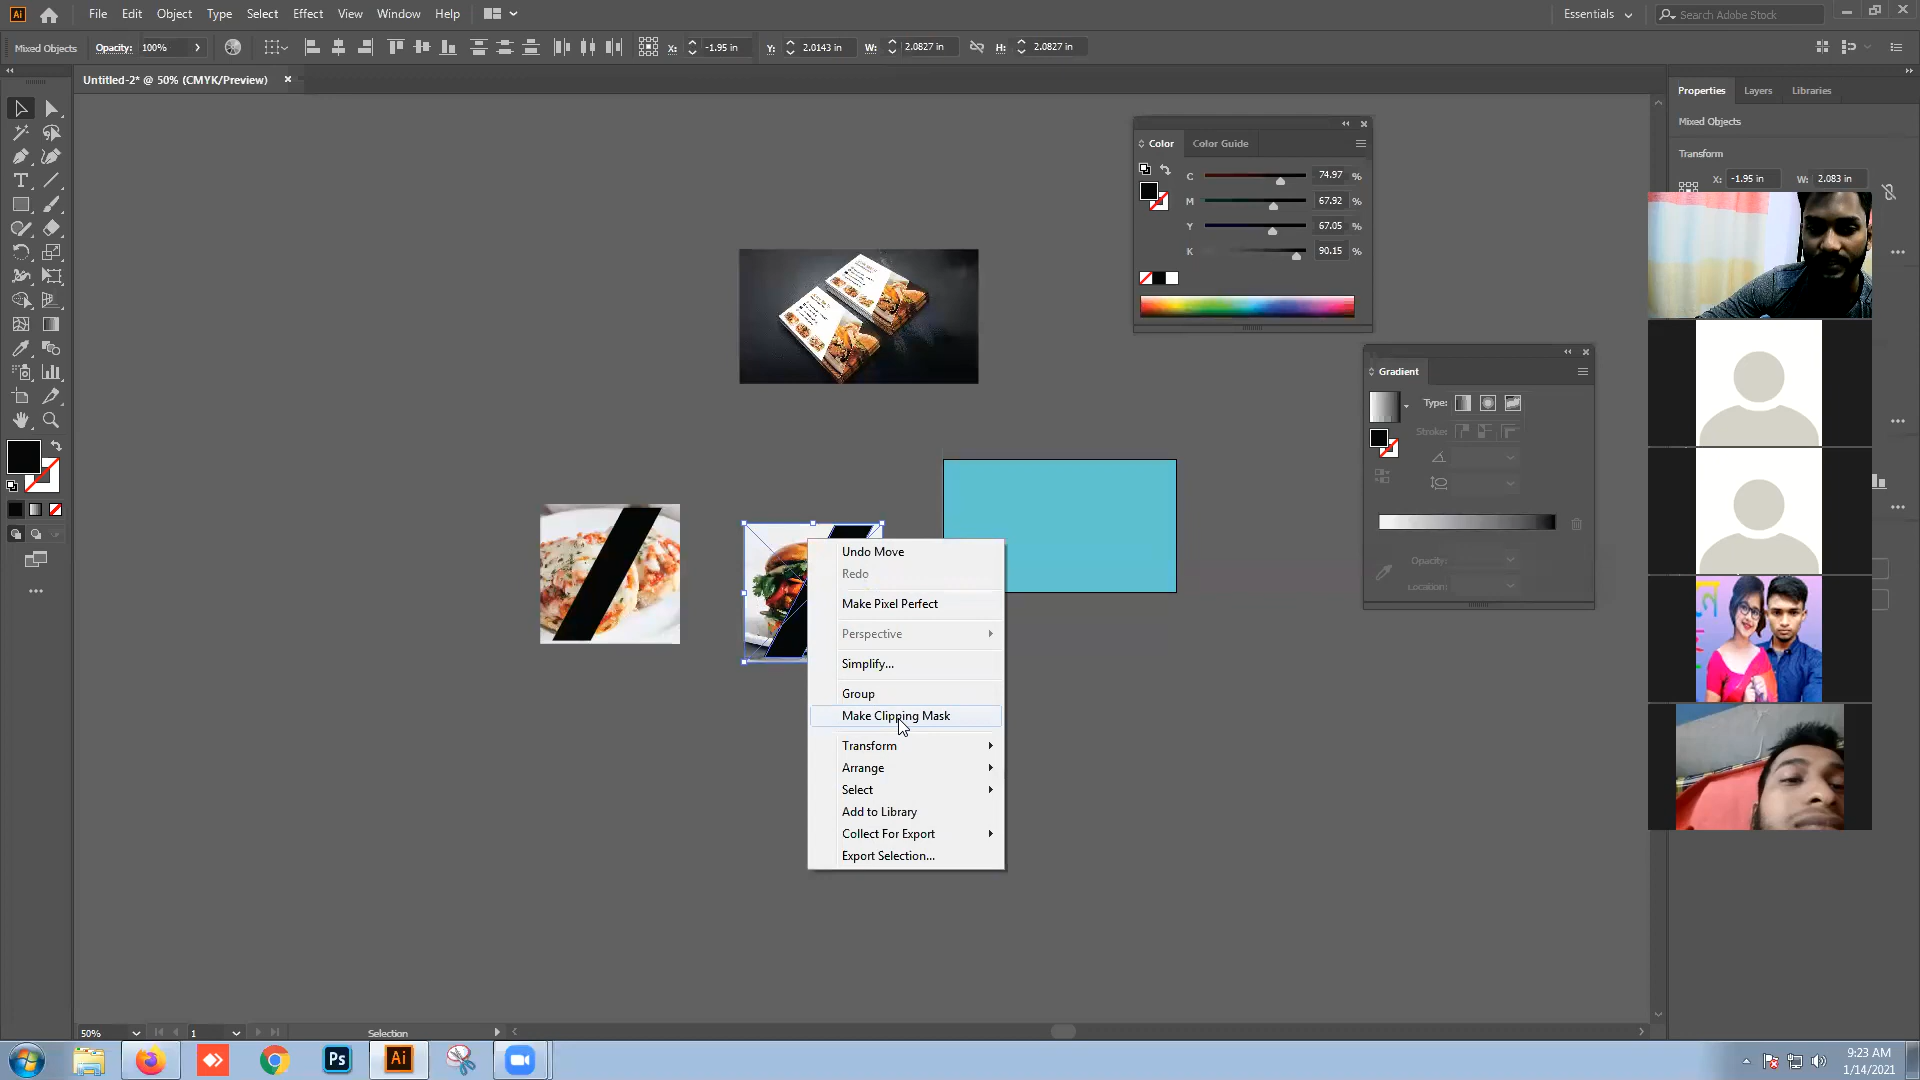 Ai File Edit Object Type Select Effect View Window Help Essentials Search Adobe Stock
Mixed Objects Opacity: 100% X: -1.95 in Y: 2.0143 in W: 2.0827 in H: 2.0827 in
Untitled-2* @ 50% (CMYK/Preview)
Properties Layers Libraries
Mixed Objects
Transform
X: -1.95 in W: 2.083 in
Color Color Guide
C 74.97 %
M 67.92 %
Y 67.05 %
K 90.15 %
Gradient
Type:
Stroke:
Opacity:
Location:
Undo Move
Redo
Make Pixel Perfect
Perspective
Simplify...
Group
Make Clipping Mask
Transform
Arrange
Select
Add to Library
Collect For Export
Export Selection...
50% 1 Selection
Ps Ai
9:23 AM
1/14/2021